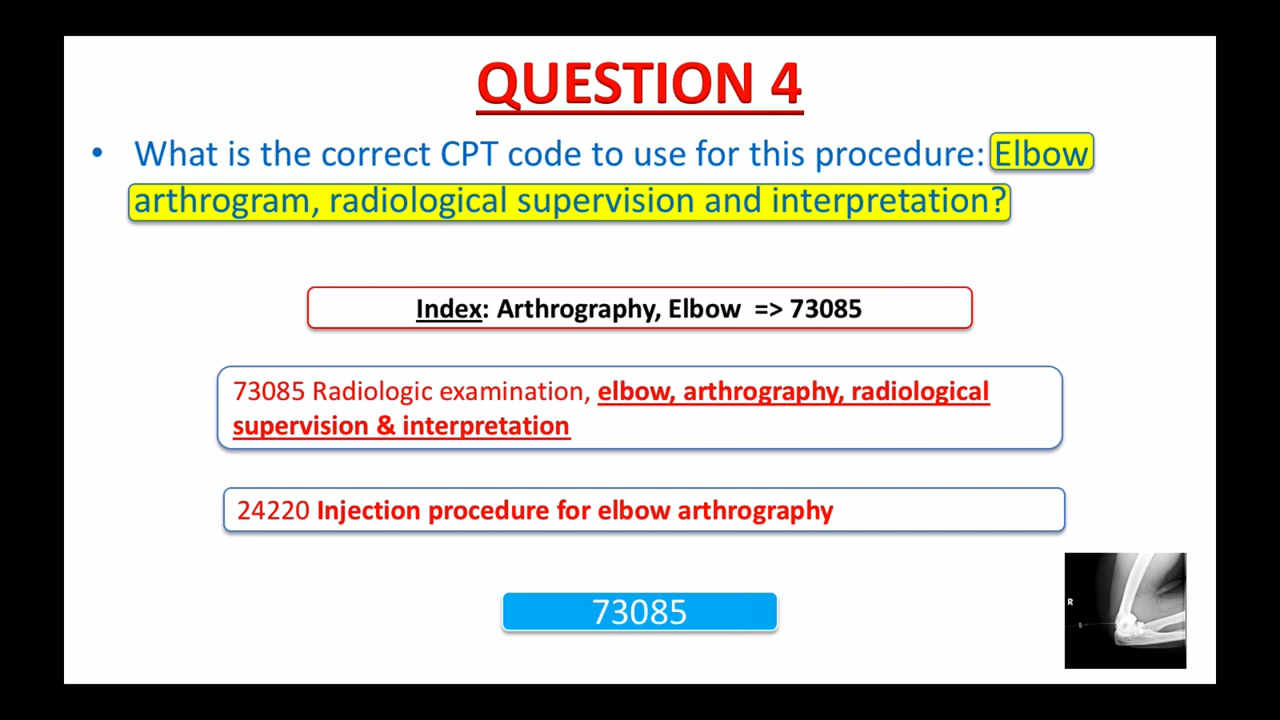 QUESTION 4
• What is the correct CPT code to use for this procedure: Elbow
arthrogram, radiological supervision and interpretation?
Index: Arthrography, Elbow => 73085
73085 Radiologic examination, elbow, arthrography, radiological
supervision & interpretation
24220 Injection procedure for elbow arthrography
73085
R